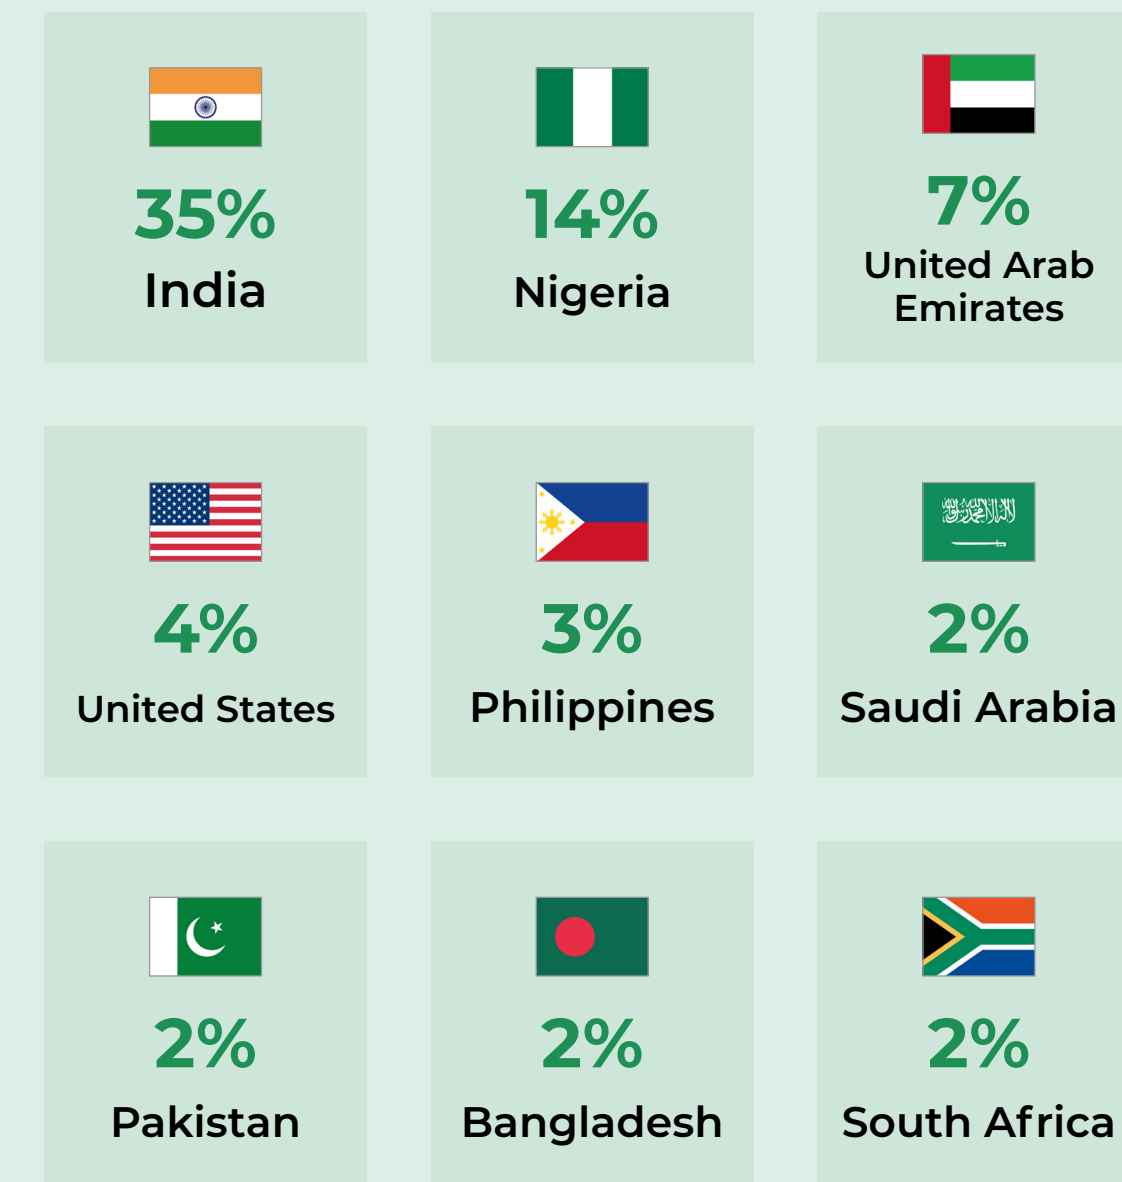 35%
India
14%
Nigeria
7%
United Arab
Emirates
4%
United States
3%
Philippines
2%
Saudi Arabia
2%
Pakistan
2%
Bangladesh
2%
South Africa